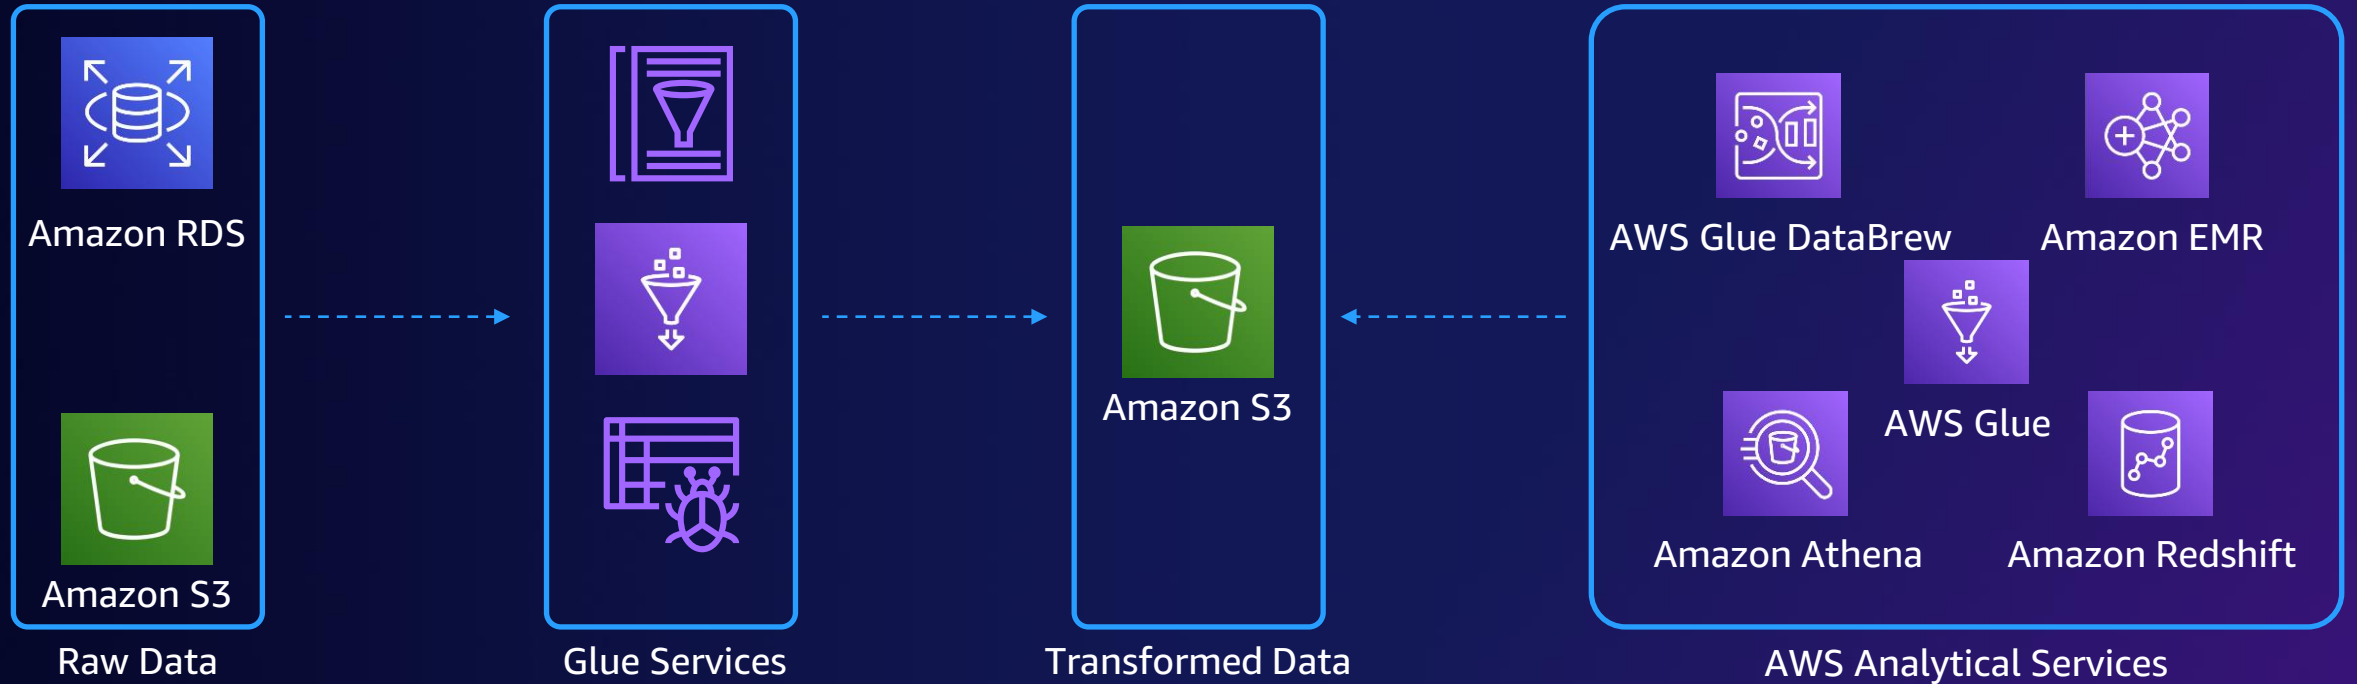 Amazon RDS
Amazon S3
Raw Data
Glue Services
Amazon S3
Transformed Data
AWS Glue DataBrew
Amazon EMR
AWS Glue
Amazon Athena
Amazon Redshift
AWS Analytical Services